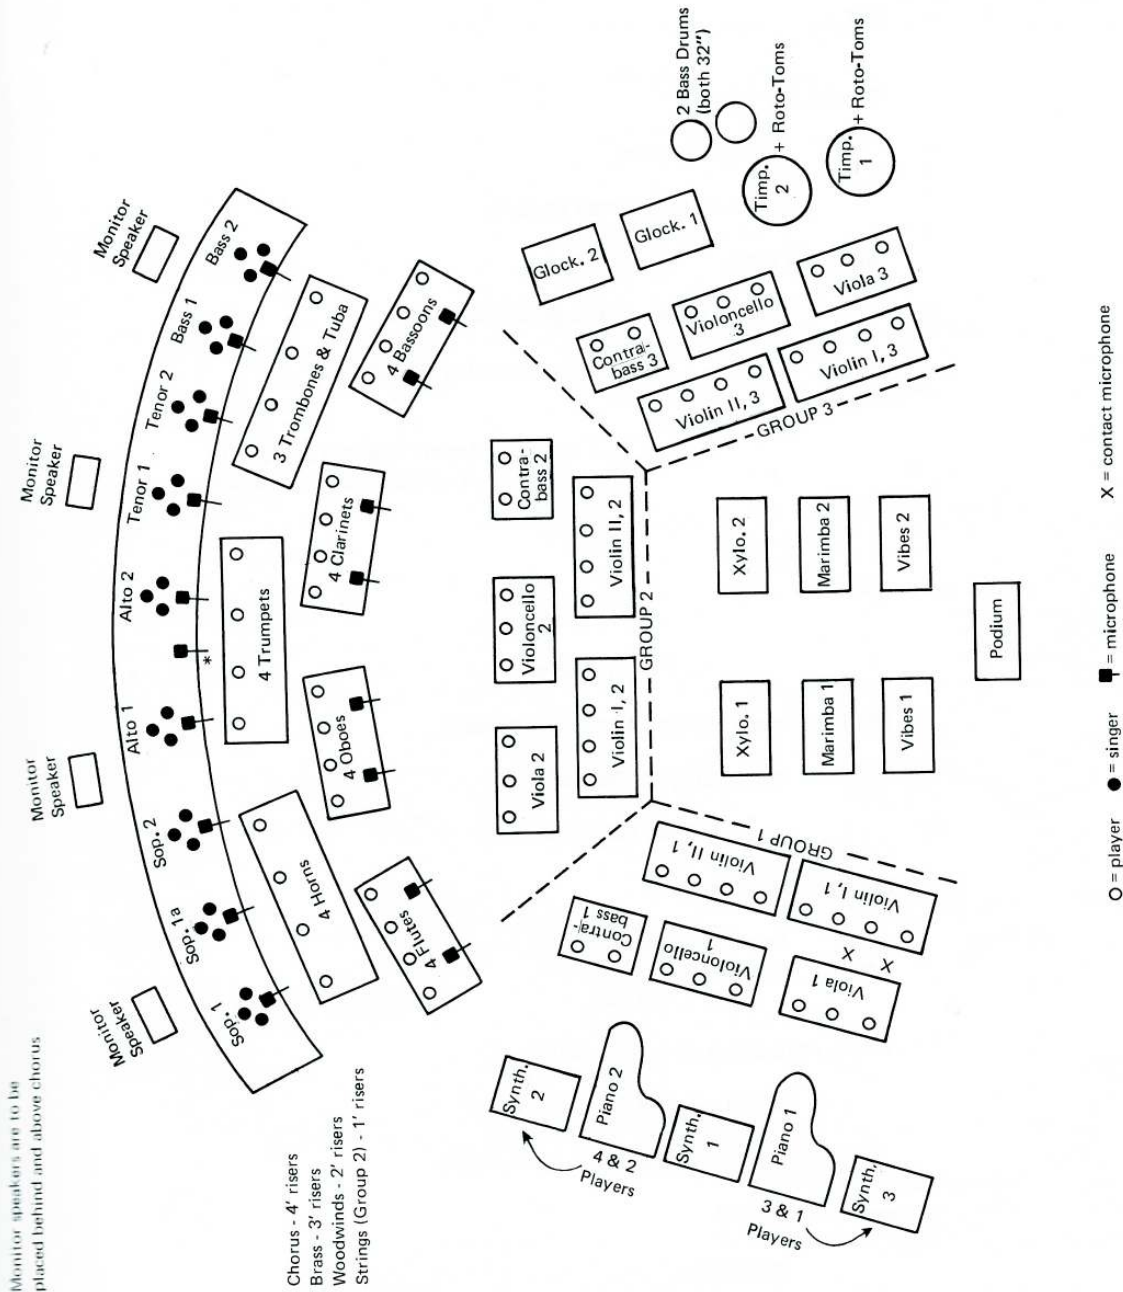 Monitor speakers are to be
placed behind and above chorus
Monitor
Speaker
Monitor
Speaker
Monitor
Speaker
Monitor
Speaker
Sop. 1
Sop. 1a
Sop. 2
Alto 1
Alto 2
Tenor 1
Tenor 2
Bass 1
Bass 2
*
4 Horns
4 Trumpets
3 Trombones & Tuba
4 Flutes
4 Oboes
4 Clarinets
4 Bassoons
Chorus - 4' risers
Brass - 3' risers
Woodwinds - 2' risers
Strings (Group 2) - 1' risers
Synth.
2
Piano 2
4 & 2
Players
Synth.
1
Piano 1
3 & 1
Players
Synth.
3
Contra-
bass 1
Violoncello
1
Viola 1
X X
Violin II, 1
Violin I, 1
GROUP 1
Viola 2
Violoncello
2
Contra-
bass 2
Violin I, 2
Violin II, 2
GROUP 2
Contra-
bass 3
Violoncello
3
Viola 3
Violin II, 3
Violin I, 3
GROUP 3
Glock. 2
Glock. 1
2 Bass Drums
(both 32")
Timp.
2
+ Roto-Toms
Timp.
1
+ Roto-Toms
Xylo. 1
Xylo. 2
Marimba 1
Marimba 2
Vibes 1
Vibes 2
Podium
= player = singer = microphone X = contact microphone